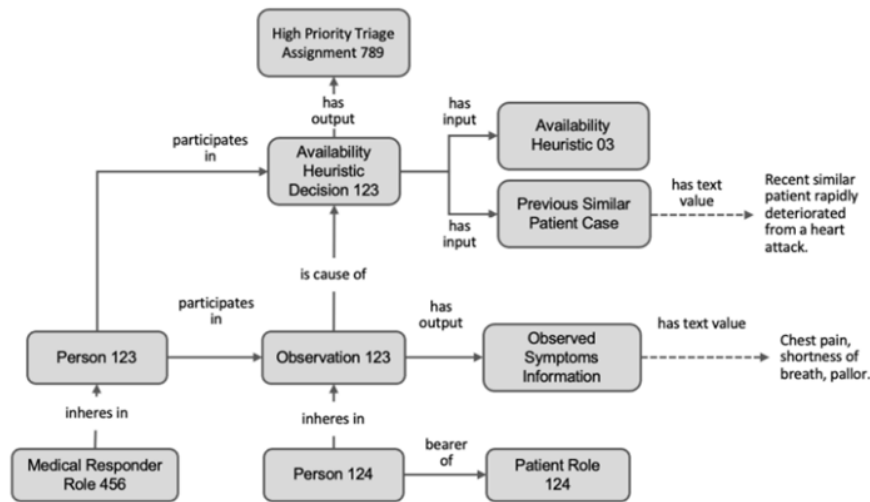 High Priority Triage
Assignment 789
has
output
participates
in
Availability
Heuristic
Decision 123
has
input
Availability
Heuristic 03
has
input
Previous Similar
Patient Case
has text
value
Recent similar
patient rapidly
deteriorated
from a heart
attack.
is cause of
Person 123
participates
in
Observation 123
has
output
Observed
Symptoms
Information
has text value
Chest pain,
shortness of
breath, pallor.
inheres in
inheres in
Medical Responder
Role 456
Person 124
bearer
of
Patient Role
124